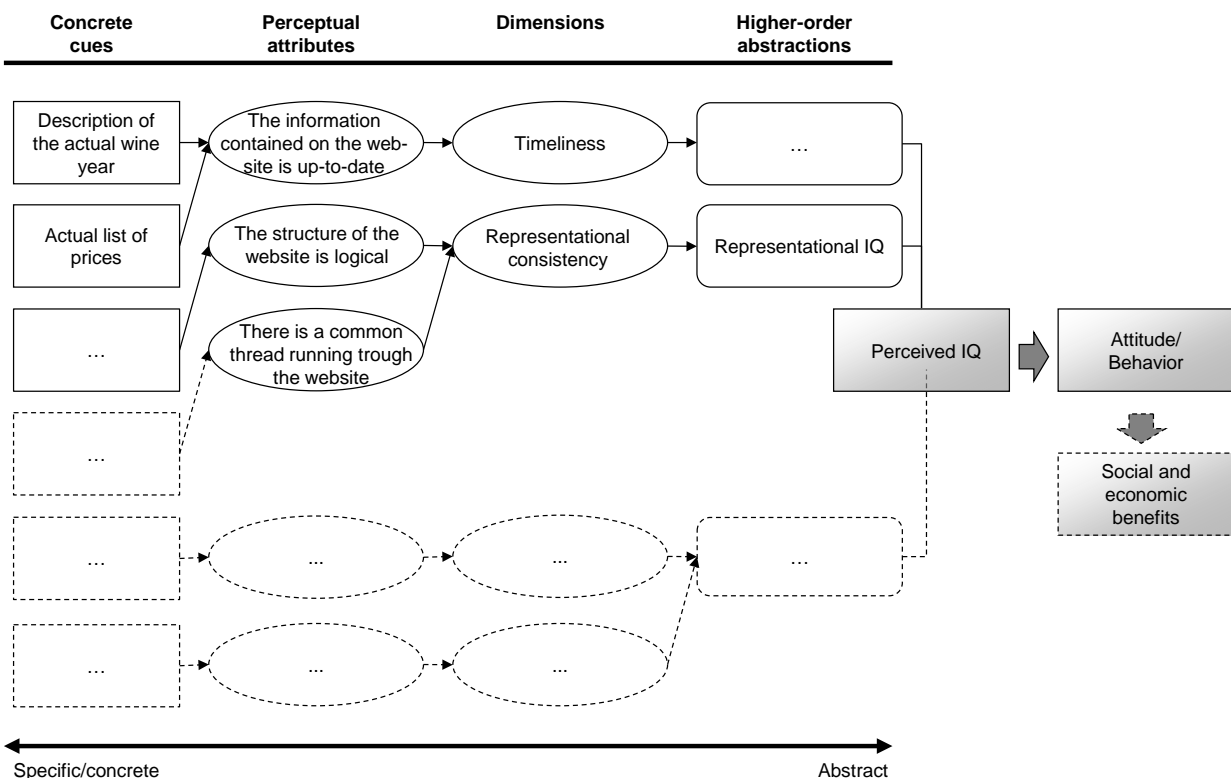 Concrete
cues
Perceptual
attributes
Dimensions
Higher-order
abstractions
Description of
the actual wine
year
The information
contained on the web-
site is up-to-date
Timeliness
…
Actual list of
prices
The structure of the
website is logical
Representational
consistency
Representational IQ
…
There is a common
thread running trough
the website
Perceived IQ
Attitude/
Behavior
…
Social and
economic
benefits
…
...
...
…
…
...
...
Specific/concrete
Abstract